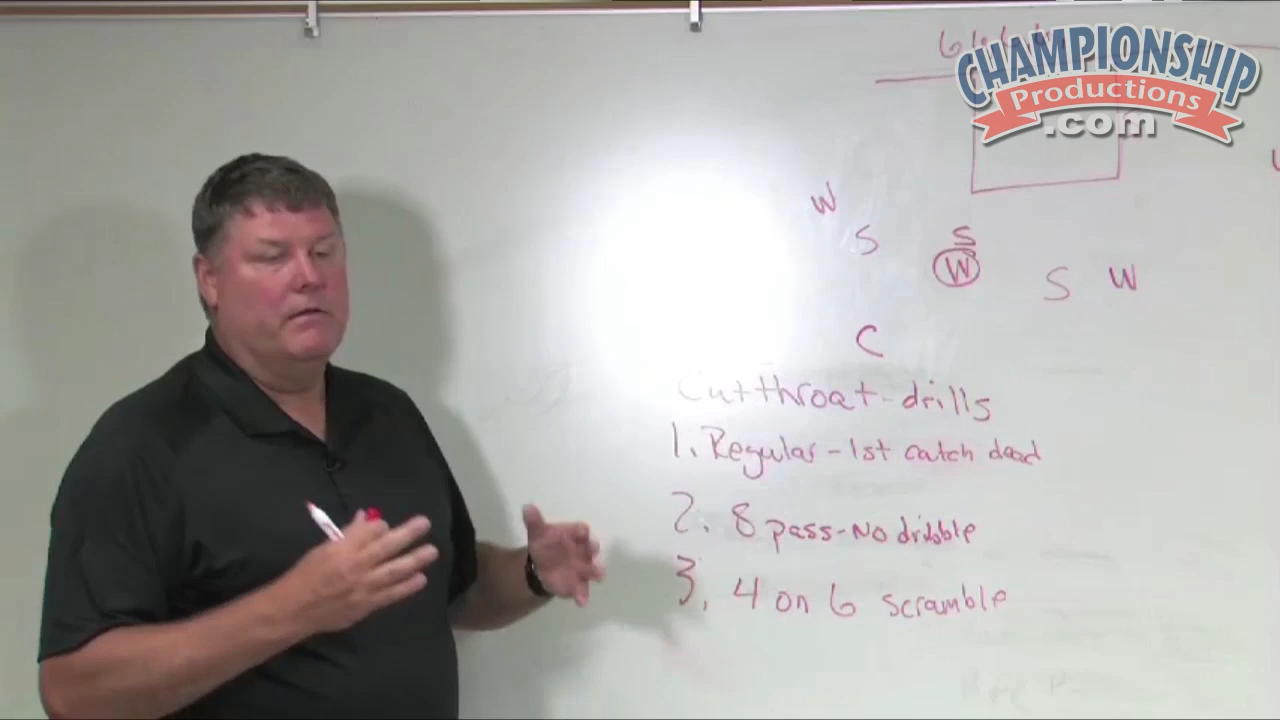 CHAMPIONSHIP
Productions
.com
W
S
S
W
S
W
C
Cutthroat-drills
1. Regular - 1st catch dead
2. 8 pass-No dribble
3. 4 on 6 scramble